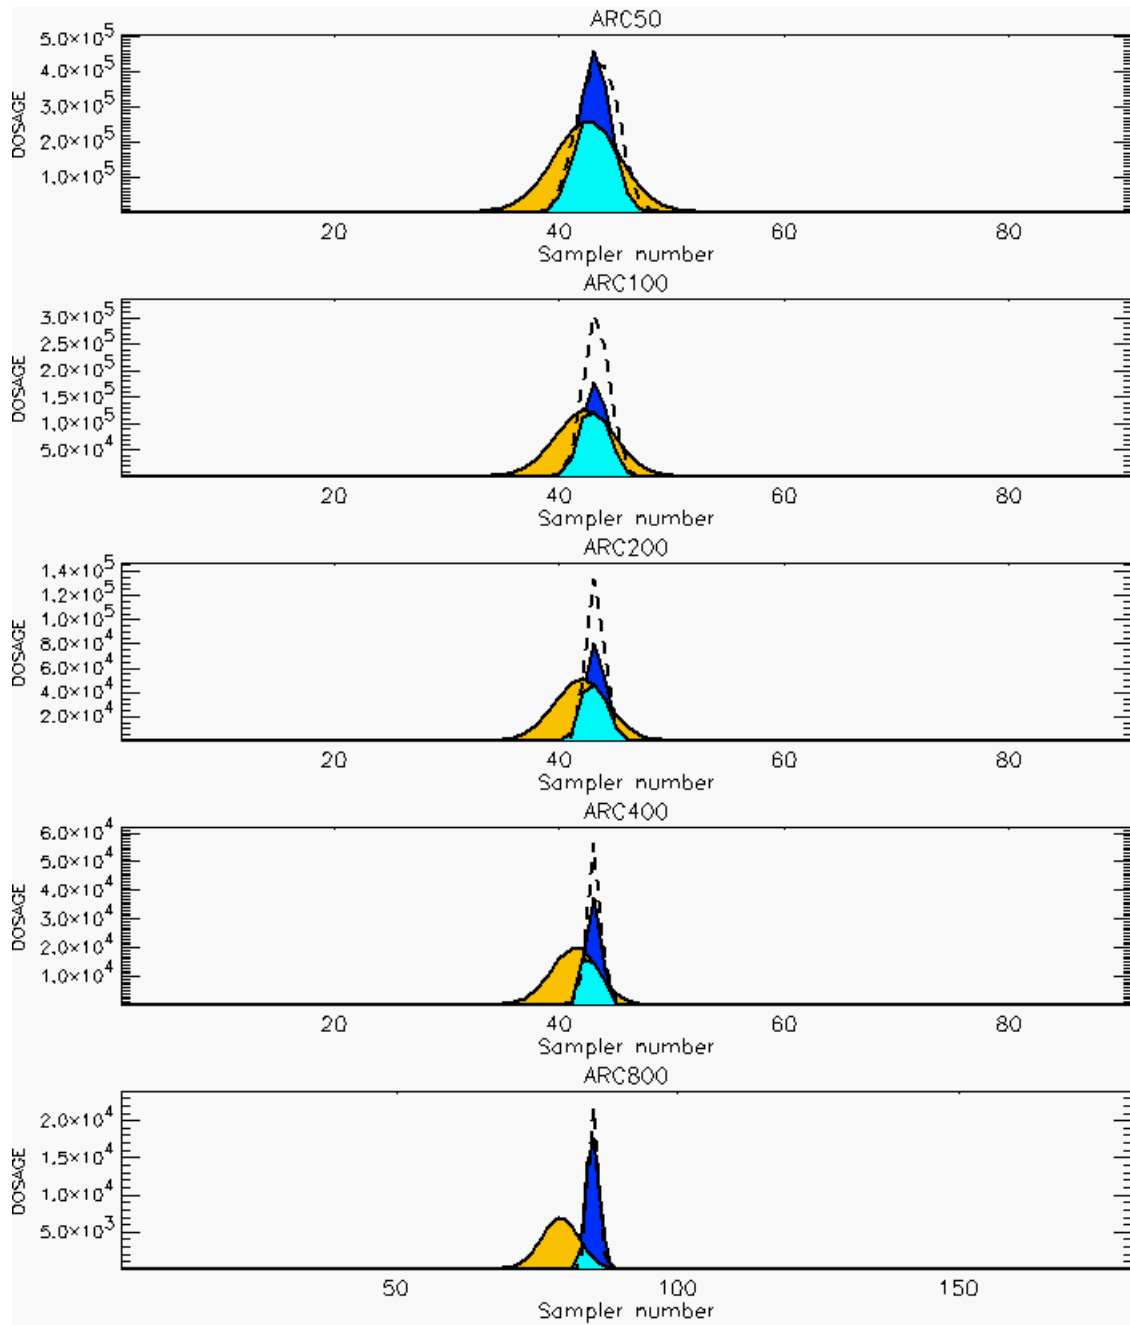 ARC50
5.0×10^5
4.0×10^5
3.0×10^5
2.0×10^5
1.0×10^5
DOSAGE
20 40 60 80
Sampler number
ARC100
3.0×10^5
2.5×10^5
2.0×10^5
1.5×10^5
1.0×10^5
5.0×10^4
DOSAGE
20 40 60 80
Sampler number
ARC200
1.4×10^5
1.2×10^5
1.0×10^5
8.0×10^4
6.0×10^4
4.0×10^4
2.0×10^4
DOSAGE
20 40 60 80
Sampler number
ARC400
6.0×10^4
5.0×10^4
4.0×10^4
3.0×10^4
2.0×10^4
1.0×10^4
DOSAGE
20 40 60 80
Sampler number
ARC800
2.0×10^4
1.5×10^4
1.0×10^4
5.0×10^3
DOSAGE
50 100 150
Sampler number